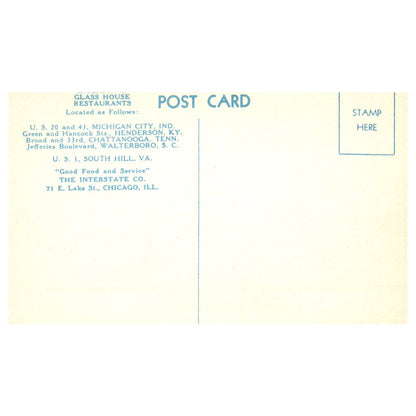 GLASS HOUSE
RESTAURANTS
Located as Follows:
U. S. 20 and 43, MICHIGAN CITY, IND.
Green and Hancock Sts., HENDERSON, KY.
Broad and 33rd, CHATTANOOGA, TENN.
Jefferies Boulevard, WALTERBORO, S. C.
U. S. 1, SOUTH HILL, VA.
"Good Food and Service"
THE INTERSTATE CO.
71 E. Lake St., CHICAGO, ILL.
POST CARD
STAMP
HERE